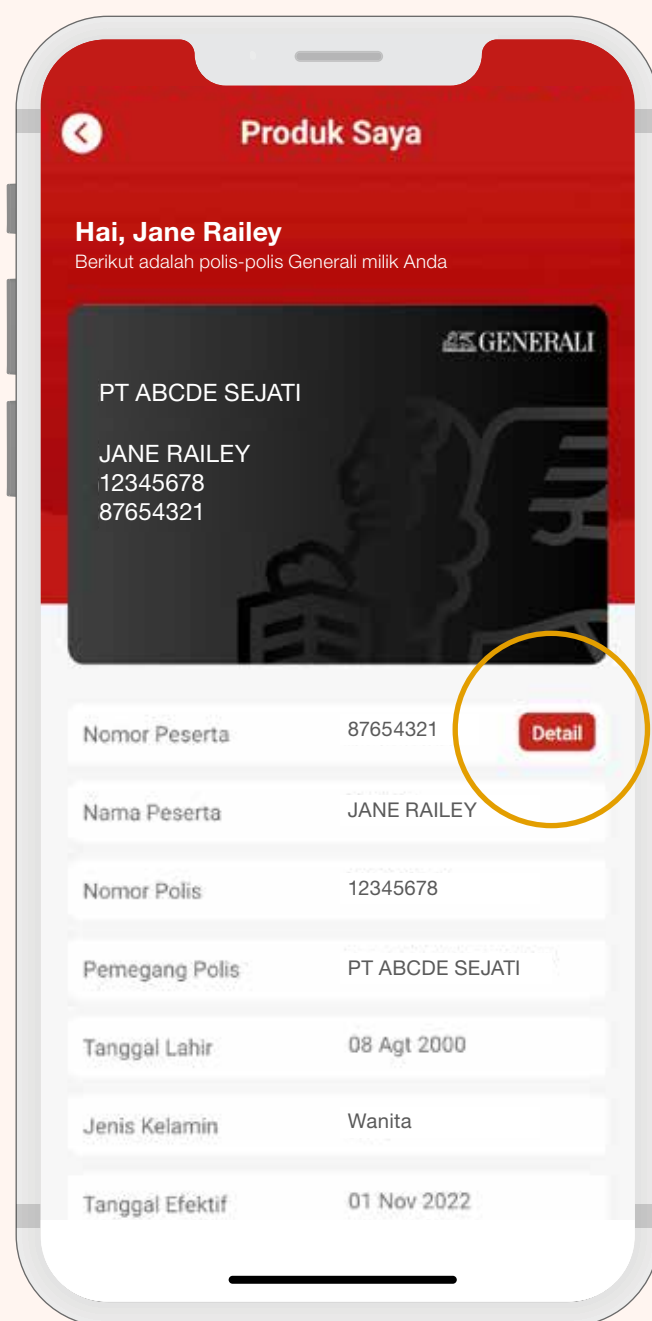 Produk Saya
Hai, Jane Railey
Berikut adalah polis-polis Generali milik Anda
GENERALI
PT ABCDE SEJATI
JANE RAILEY
12345678
87654321
Nomor Peserta 87654321 Detail
Nama Peserta JANE RAILEY
Nomor Polis 12345678
Pemegang Polis PT ABCDE SEJATI
Tanggal Lahir 08 Agt 2000
Jenis Kelamin Wanita
Tanggal Efektif 01 Nov 2022